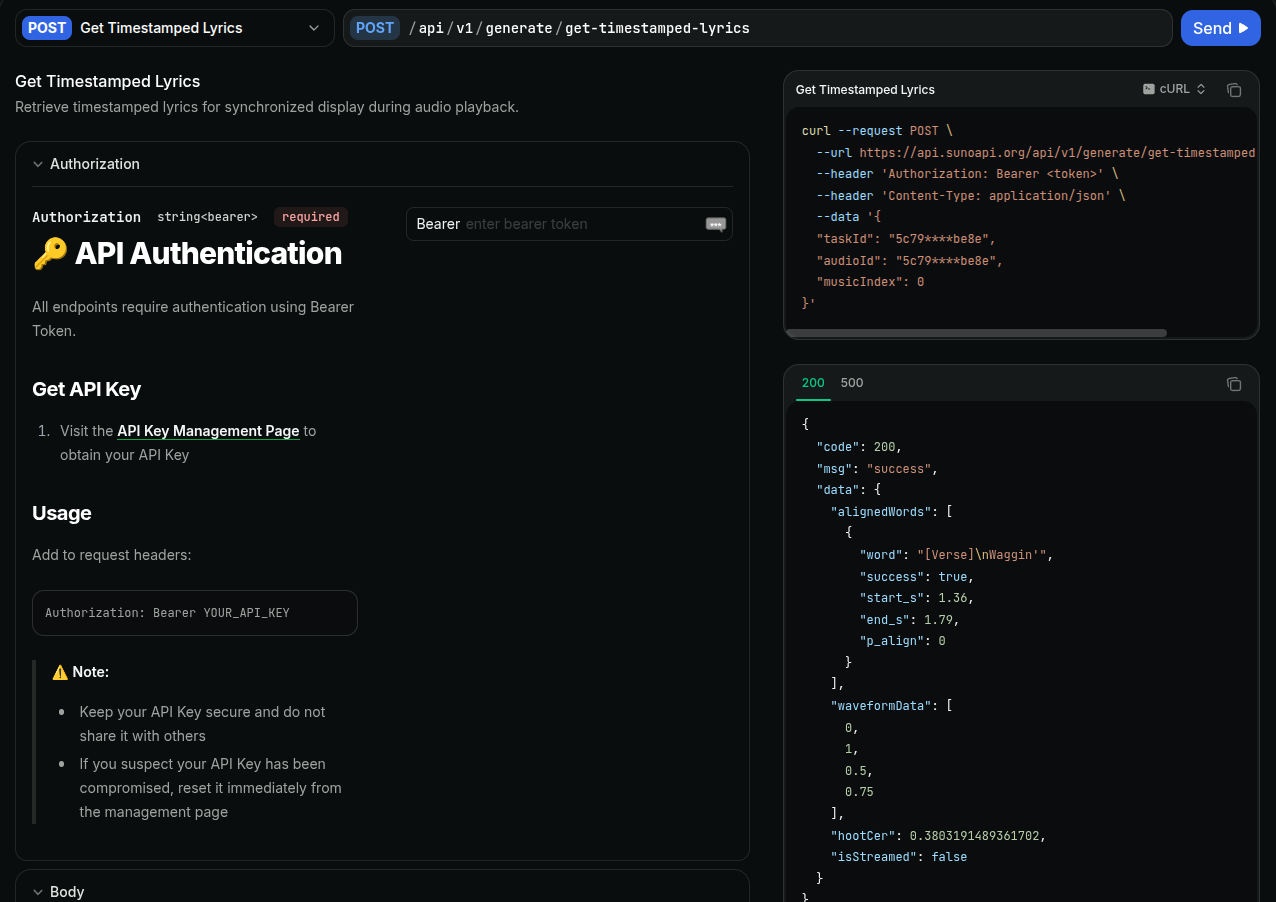 POST Get Timestamped Lyrics
POST /api/v1/generate/get-timestamped-lyrics
Send
Get Timestamped Lyrics
Retrieve timestamped lyrics for synchronized display during audio playback.
Authorization
Authorization string<bearer> required
Bearer enter bearer token
🔑 API Authentication
All endpoints require authentication using Bearer
Token.
Get API Key
1. Visit the API Key Management Page to
obtain your API Key
Usage
Add to request headers:
Authorization: Bearer YOUR_API_KEY
⚠️ Note:
• Keep your API Key secure and do not
share it with others
• If you suspect your API Key has been
compromised, reset it immediately from
the management page
Body
Get Timestamped Lyrics
cURL
curl --request POST \
--url https://api.sunoapi.org/api/v1/generate/get-timestamped
--header 'Authorization: Bearer <token>' \
--header 'Content-Type: application/json' \
--data '{
"taskId": "5c79****be8e",
"audioId": "5c79****be8e",
"musicIndex": 0
}'
200 500
{
"code": 200,
"msg": "success",
"data": {
"alignedWords": [
{
"word": "[Verse]\nWaggin'",
"success": true,
"start_s": 1.36,
"end_s": 1.79,
"p_align": 0
}
],
"waveformData": [
0,
1,
0.5,
0.75
],
"hootCer": 0.3803191489361702,
"isStreamed": false
}
}